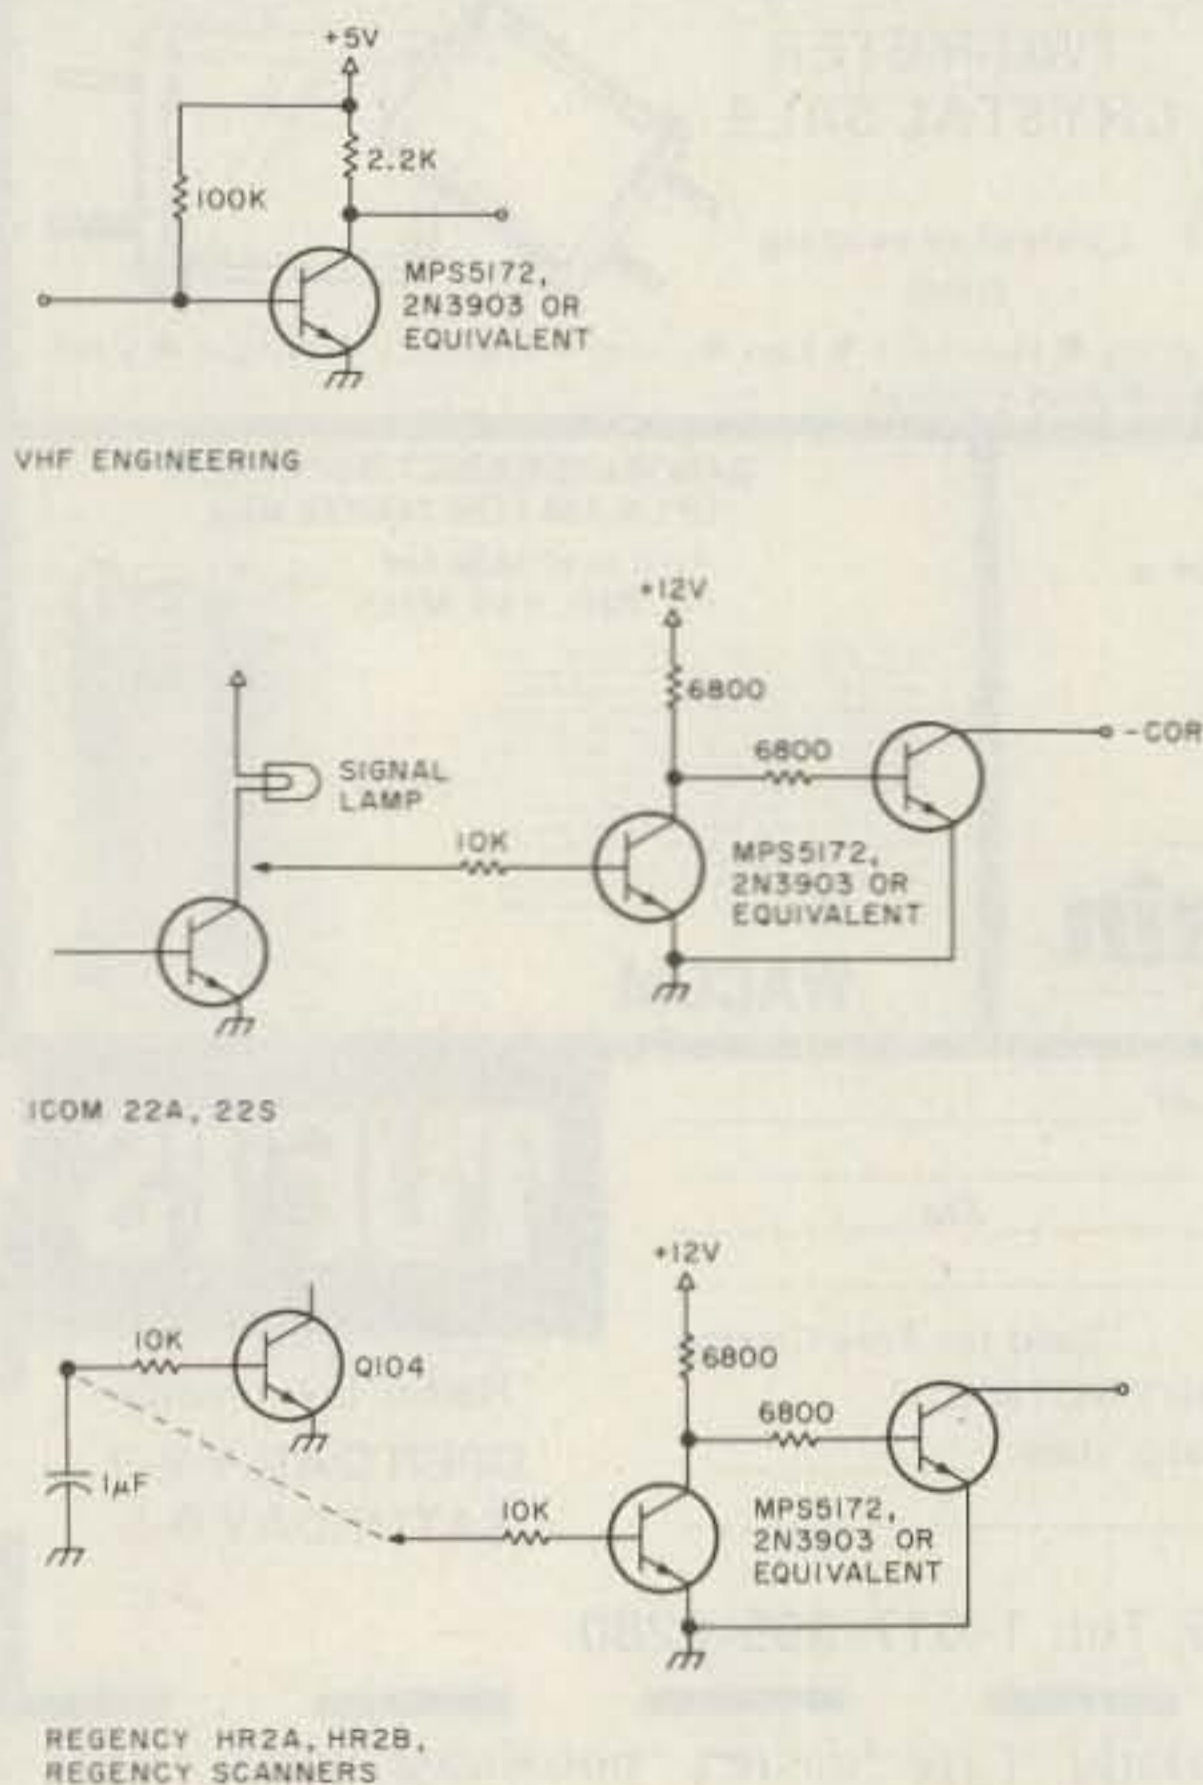 +5V
2.2K
100K
MPS5172,
2N3903 OR
EQUIVALENT
VHF ENGINEERING
+12V
6800
6800
-COR
SIGNAL
LAMP
10K
MPS5172,
2N3903 OR
EQUIVALENT
ICOM 22A, 22S
+12V
10K
Q104
6800
6800
1µF
10K
MPS5172,
2N3903 OR
EQUIVALENT
REGENCY HR2A, HR2B,
REGENCY SCANNERS